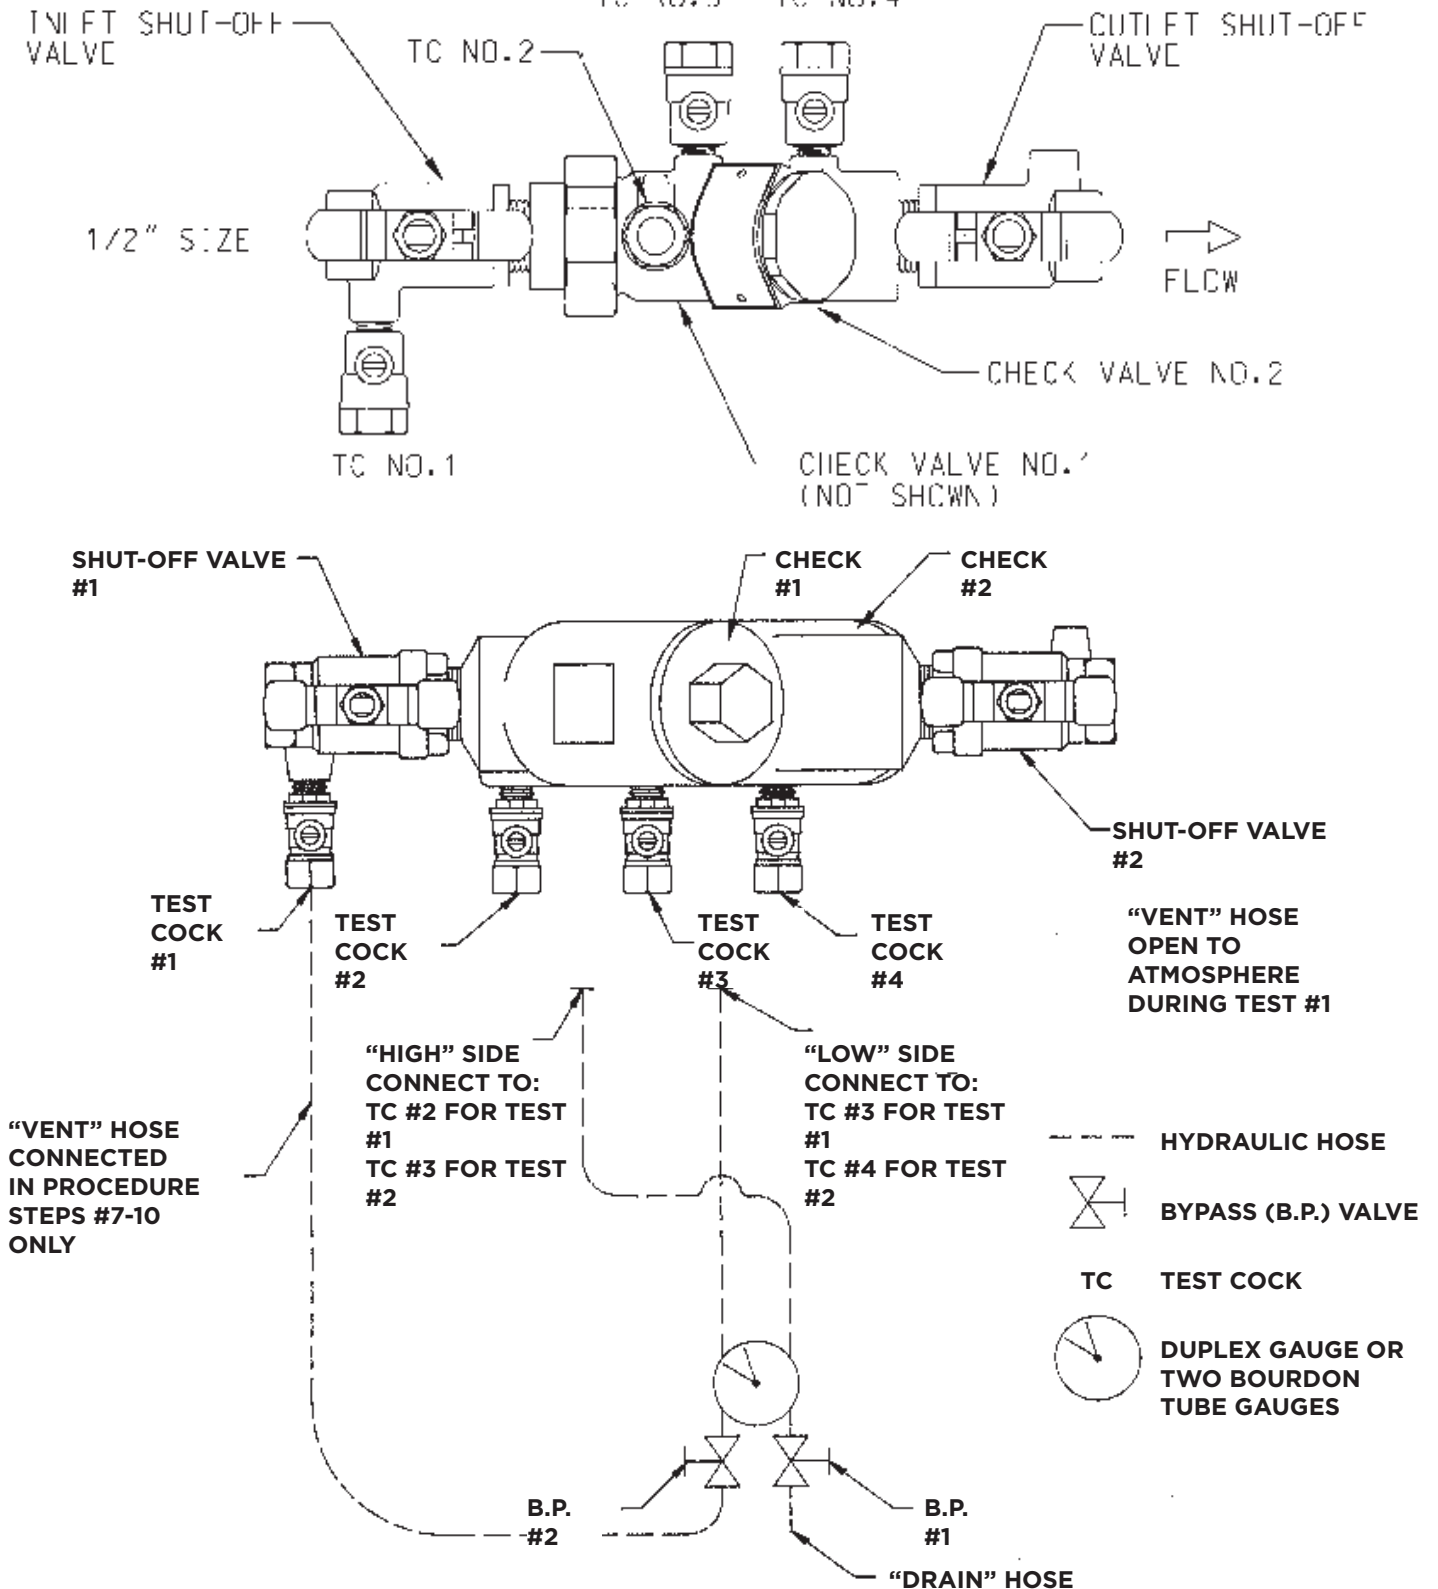 TC NO.4
INLET SHUT-OFF
VALVE
TC NO.2
OUTLET SHUT-OFF
VALVE
1/2" SIZE
FLOW
CHECK VALVE NO.2
TC NO.1
CHECK VALVE NO.
(NOT SHOWN)
SHUT-OFF VALVE
#1
CHECK
#1
CHECK
#2
SHUT-OFF VALVE
#2
TEST
COCK
#1
TEST
COCK
#2
TEST
COCK
#3
TEST
COCK
#4
“VENT” HOSE
OPEN TO
ATMOSPHERE
DURING TEST #1
“HIGH” SIDE
CONNECT TO:
TC #2 FOR TEST
#1
TC #3 FOR TEST
#2
“LOW” SIDE
CONNECT TO:
TC #3 FOR TEST
#1
TC #4 FOR TEST
#2
“VENT” HOSE
CONNECTED
IN PROCEDURE
STEPS #7-10
ONLY
HYDRAULIC HOSE
BYPASS (B.P.) VALVE
TC TEST COCK
DUPLEX GAUGE OR
TWO BOURDON
TUBE GAUGES
B.P.
#2
B.P.
#1
“DRAIN” HOSE